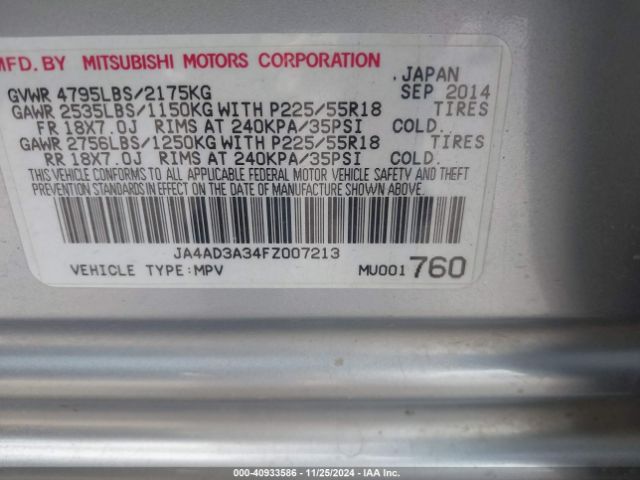 MFD. BY MITSUBISHI MOTORS CORPORATION
JAPAN
GVWR 4795LBS/2175KG SEP 2014
GAWR 2535LBS/1150KG WITH P225/55R18 TIRES
FR 18X7.0J RIMS AT 240KPA/35PSI COLD.
GAWR 2756LBS/1250KG WITH P225/55R18 TIRES
RR 18X7.0J RIMS AT 240KPA/35PSI COLD.
THIS VEHICLE CONFORMS TO ALL APPLICABLE FEDERAL MOTOR VEHICLE SAFETY AND THEFT
PREVENTION STANDARDS IN EFFECT ON THE DATE OF MANUFACTURE SHOWN ABOVE.
JA4AD3A34FZ007213
VEHICLE TYPE:MPV MU001760
000-40933586 - 11/25/2024 - IAA Inc.